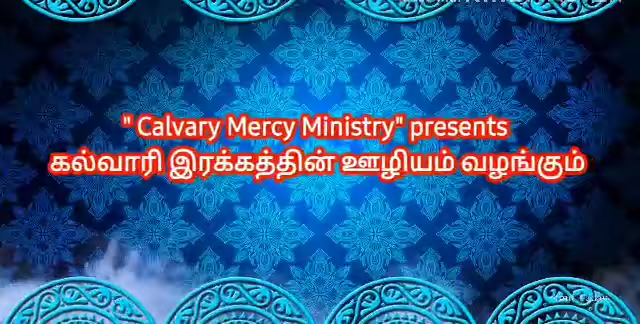 " Calvary Mercy Ministry" presents
கல்வாரி இரக்கத்தின் ஊழியம் வழங்கும்